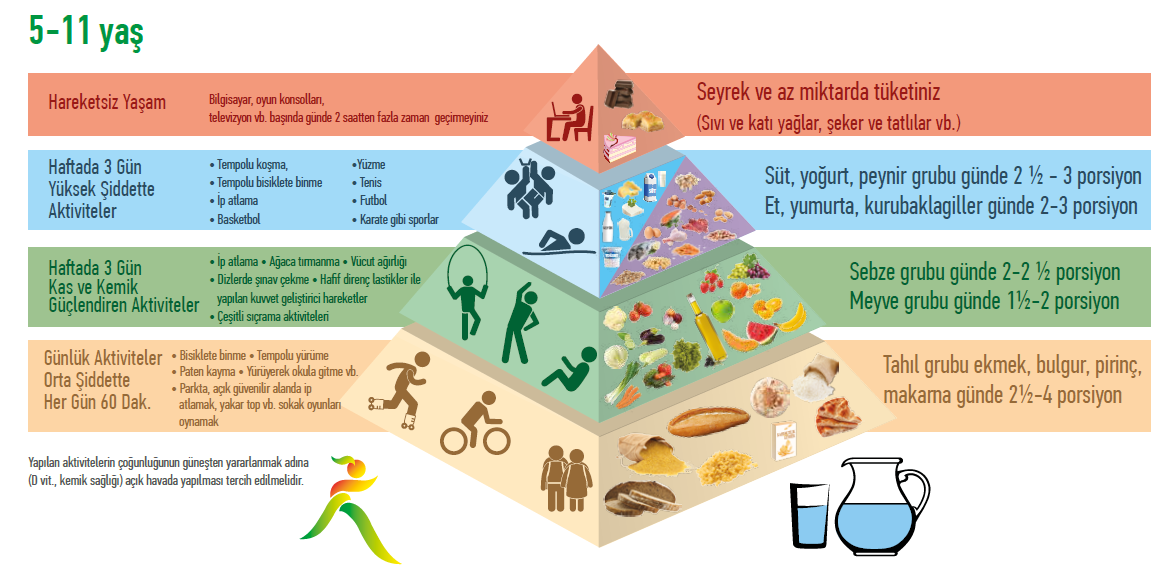 5-11 yaş
Hareketsiz Yaşam
Bilgisayar, oyun konsolları,
televizyon vb. başında günde 2 saatten fazla zaman geçirmeyiniz
Seyrek ve az miktarda tüketiniz
(Sıvı ve katı yağlar, şeker ve tatlılar vb.)
Haftada 3 Gün
Yüksek Şiddette
Aktiviteler
• Tempolu koşma,
• Tempolu bisiklete binme
• İp atlama
• Basketbol
•Yüzme
• Tenis
• Futbol
• Karate gibi sporlar
Süt, yoğurt, peynir grubu günde 2 ½ - 3 porsiyon
Et, yumurta, kurubaklagiller günde 2-3 porsiyon
Haftada 3 Gün
Kas ve Kemik
Güçlendiren Aktiviteler
• İp atlama • Ağaca tırmanma • Vücut ağırlığı
• Dizlerde şınav çekme • Hafif direnç lastikler ile
yapılan kuvvet geliştirici hareketler
• Çeşitli sıçrama aktiviteleri
Sebze grubu günde 2-2 ½ porsiyon
Meyve grubu günde 1½-2 porsiyon
Günlük Aktiviteler
Orta Şiddette
Her Gün 60 Dak.
• Bisiklete binme • Tempolu yürüme
• Paten kayma • Yürüyerek okula gitme vb.
• Parkta, açık güvenilir alanda ip
atlamak, yakar top vb. sokak oyunları
oynamak
Tahıl grubu ekmek, bulgur, pirinç,
makarna günde 2½-4 porsiyon
Yapılan aktivitelerin çoğunluğunun güneşten yararlanmak adına
(D vit., kemik sağlığı) açık havada yapılması tercih edilmelidir.